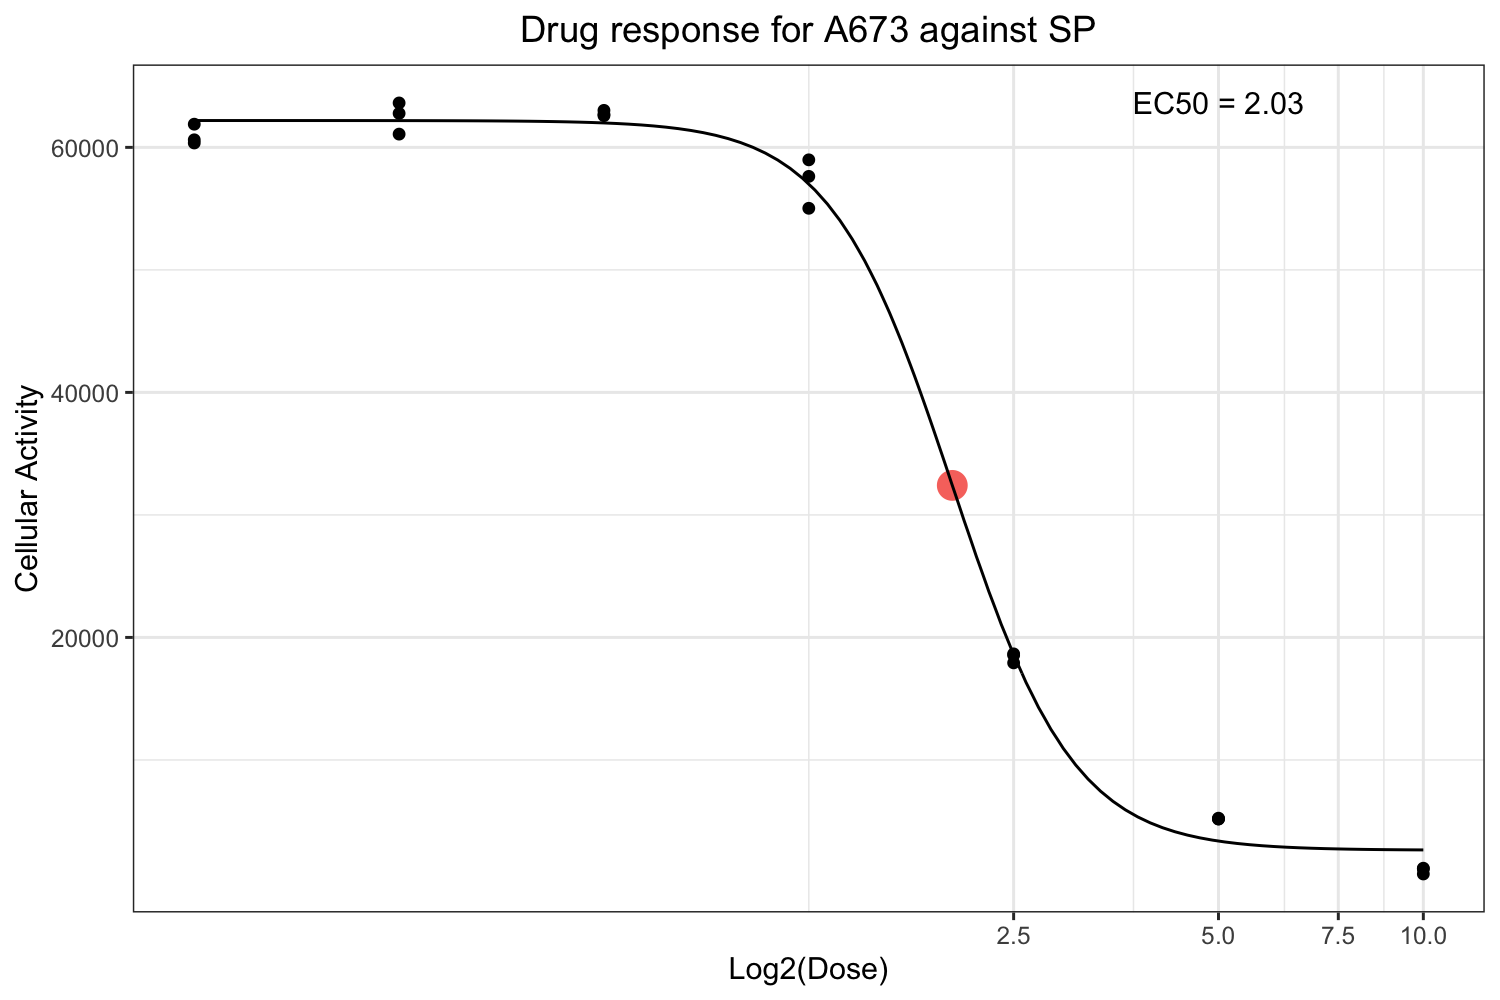 Drug response for A673 against SP
EC50 = 2.03
60000
40000
20000
Cellular Activity
2.5 5.0 7.5 10.0
Log2(Dose)